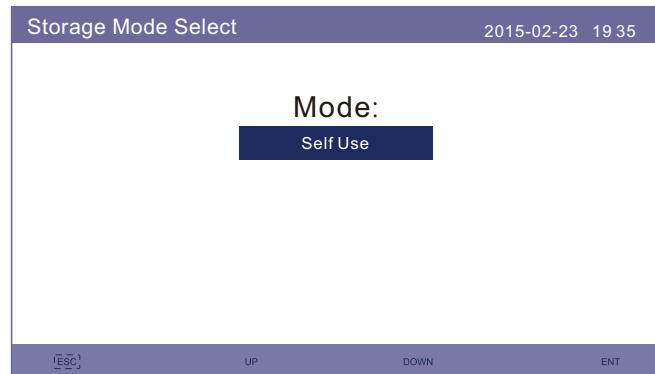 Storage Mode Select 2015-02-23 19 35
Mode:
Self Use
ESC UP DOWN ENT